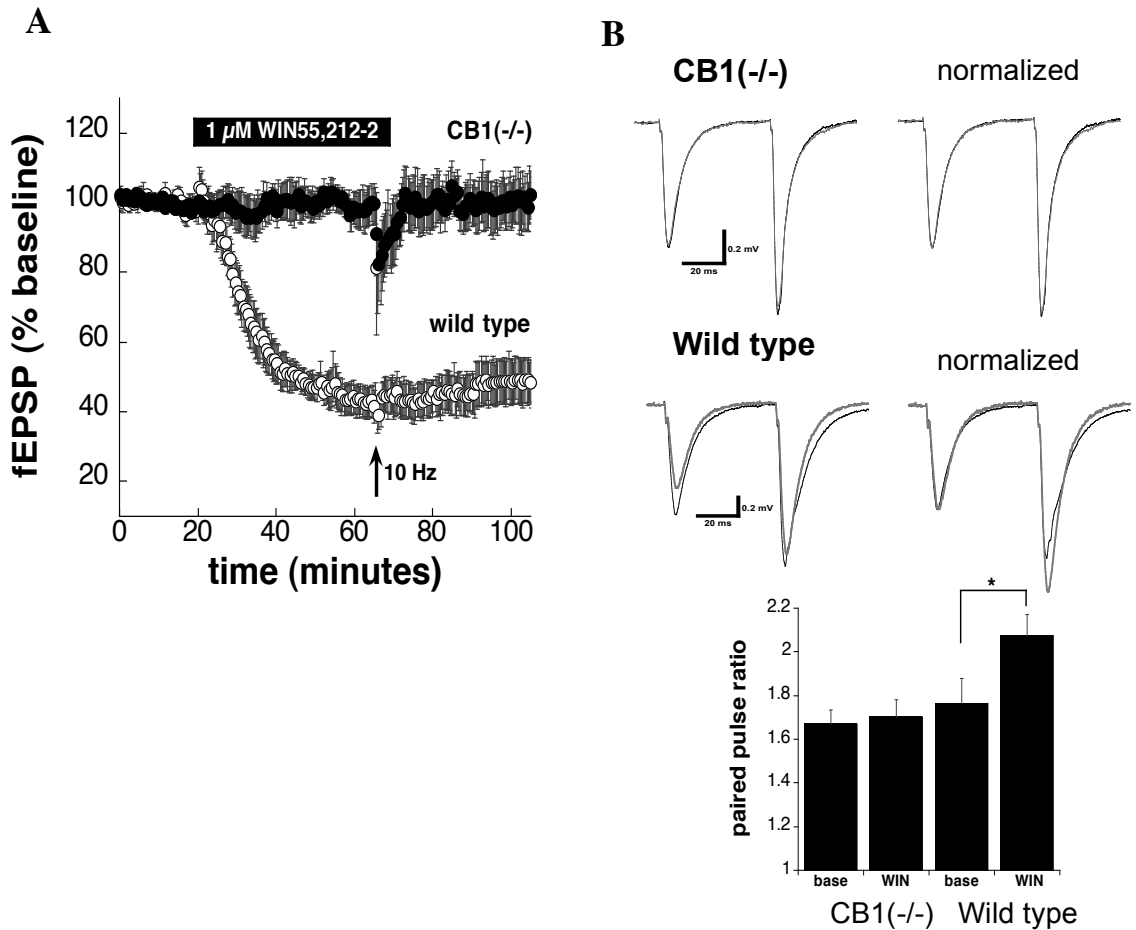 A
B
CB1(-/-)
normalized
1 µM WIN55,212-2
CB1(-/-)
120
100
80
60
40
20
fEPSP (% baseline)
wild type
10 Hz
0 20 40 60 80 100
time (minutes)
0.2 mV
20 ms
Wild type
normalized
0.2 mV
20 ms
*
2.2
2
1.8
1.6
1.4
1.2
1
paired pulse ratio
base WIN base WIN
CB1(-/-) Wild type